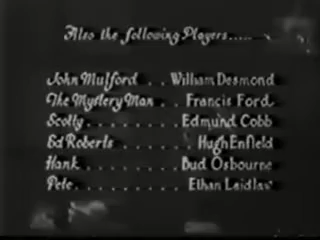 Also the following Players.....
John Mulford . . William Desmond
The Mystery Man . . Francis Ford
Scotty . . . . . . . . Edmund Cobb
Ed Roberts . . . . . . Hugh Enfield
Hank . . . . . . . . Bud Osbourne
Pete . . . . . . . . . Ethan Laidlaw